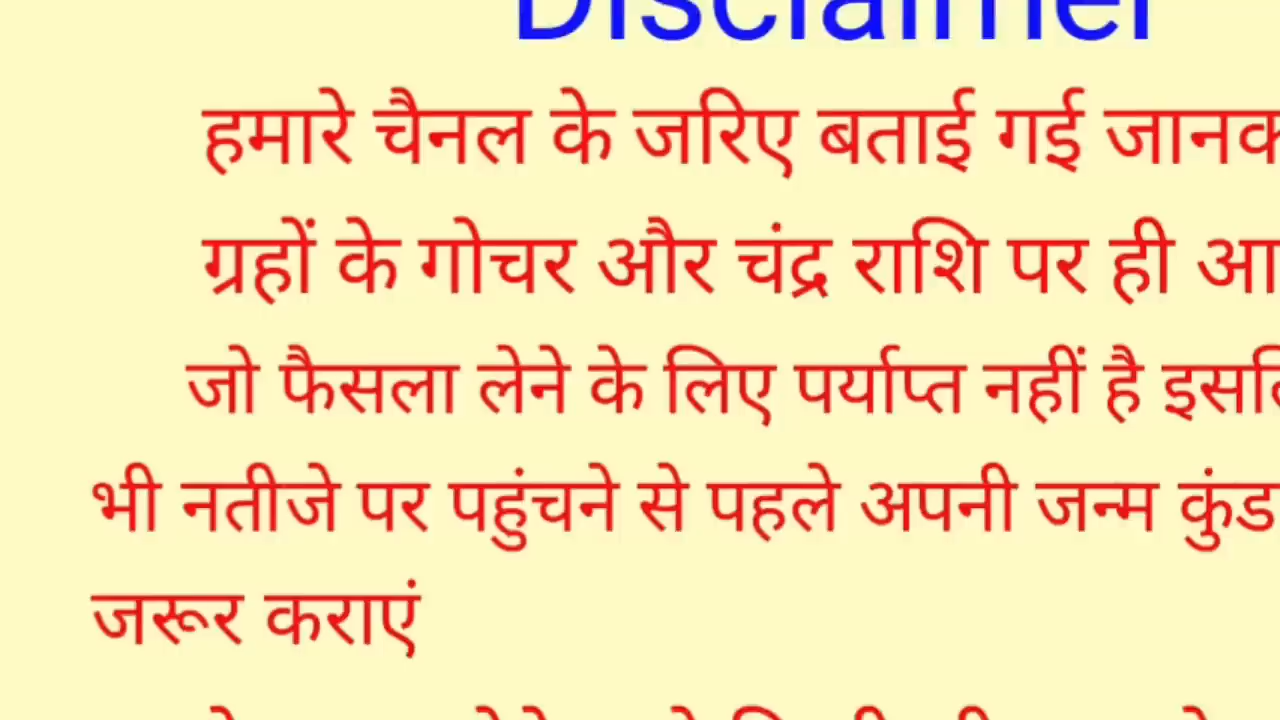 Disclaimer
हमारे चैनल के जरिए बताई गई
ग्रहों के गोचर और चंद्र राशि पर ही
जो फैसला लेने के लिए पर्याप्त नहीं है
भी नतीजे पर पहुंचने से पहले अपनी जन्म
जरूर कराएं